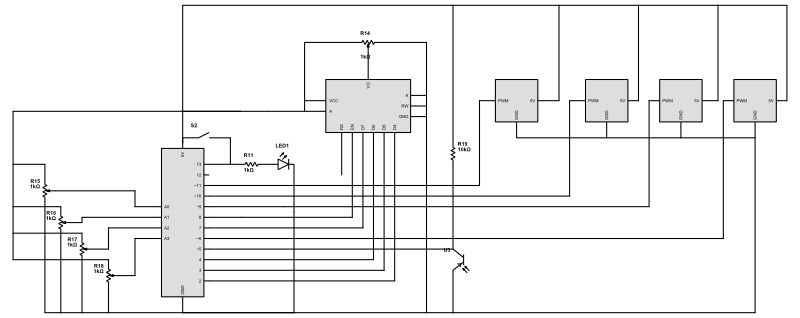 R14
1kΩ
VO
VCC
A
K
RW
GND
RS
EN
D7
D6
D5
D4
PWM
5V
GND
PWM
5V
GND
PWM
5V
GND
PWM
5V
GND
S2
R11
1kΩ
LED1
R19
10kΩ
5V
13
12
~11
~10
~9
8
7
~6
~5
4
3
2
A0
A1
A2
A3
GND
R15
1kΩ
R16
1kΩ
R17
1kΩ
R18
1kΩ